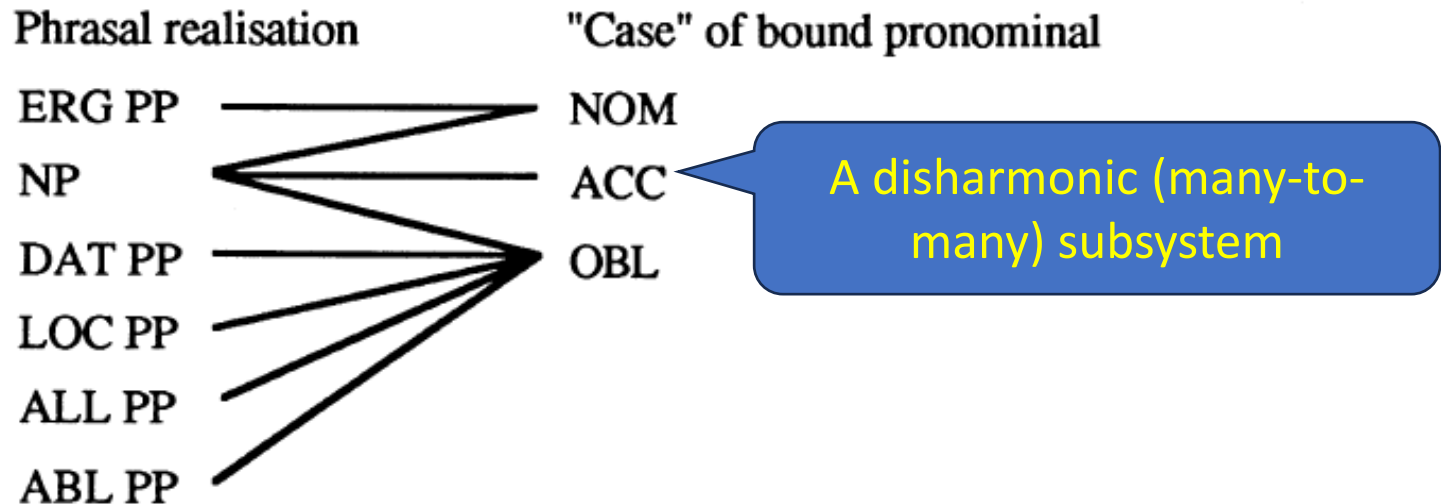 Phrasal realisation
"Case" of bound pronominal
ERG PP
NOM
NP
ACC
DAT PP
OBL
LOC PP
ALL PP
ABL PP
A disharmonic (many-to-
many) subsystem